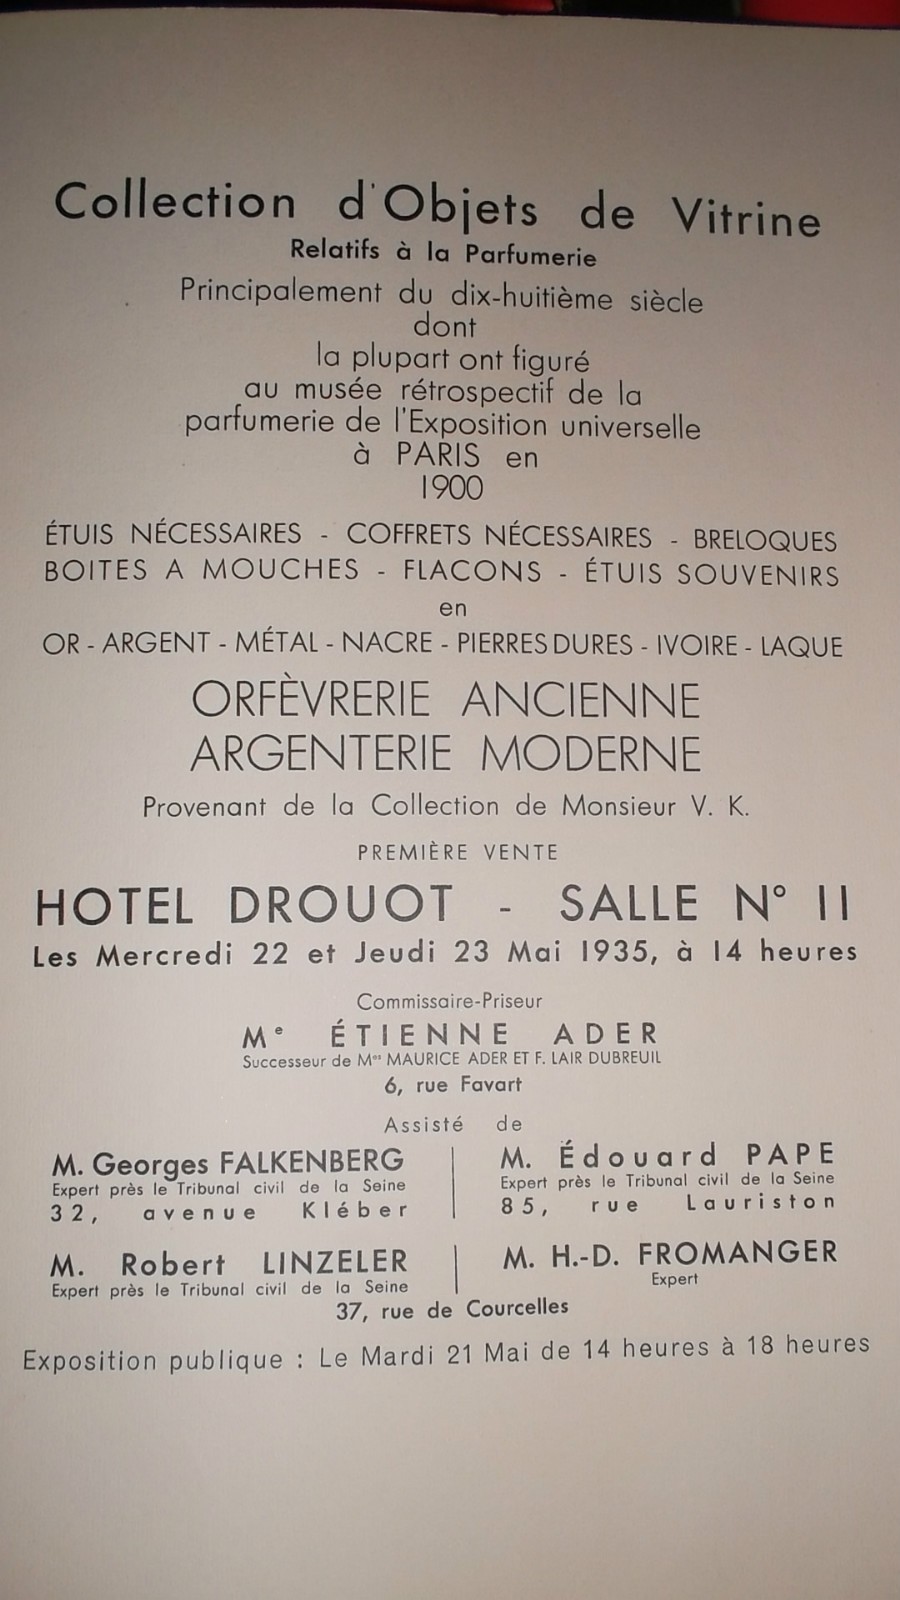 Collection d'Objets de Vitrine
Relatifs à la Parfumerie
Principalement du dix-huitième siècle
dont
la plupart ont figuré
au musée rétrospectif de la
parfumerie de l'Exposition universelle
à PARIS en
1900
ÉTUIS NÉCESSAIRES - COFFRETS NÉCESSAIRES - BRELOQUES
BOITES A MOUCHES - FLACONS - ÉTUIS SOUVENIRS
en
OR - ARGENT - MÉTAL - NACRE - PIERRES DURES - IVOIRE - LAQUE
ORFÈVRERIE ANCIENNE
ARGENTERIE MODERNE
Provenant de la Collection de Monsieur V. K.
PREMIÈRE VENTE
HOTEL DROUOT - SALLE N° 11
Les Mercredi 22 et Jeudi 23 Mai 1935, à 14 heures
Commissaire-Priseur
Me ÉTIENNE ADER
Successeur de Mes MAURICE ADER ET F. LAIR DUBREUIL
6, rue Favart
Assisté de
M. Georges FALKENBERG
Expert près le Tribunal civil de la Seine
32, avenue Kléber
M. Édouard PAPE
Expert près le Tribunal civil de la Seine
85, rue Lauriston
M. Robert LINZELER
Expert près le Tribunal civil de la Seine
M. H.-D. FROMANGER
Expert
37, rue de Courcelles
Exposition publique : Le Mardi 21 Mai de 14 heures à 18 heures